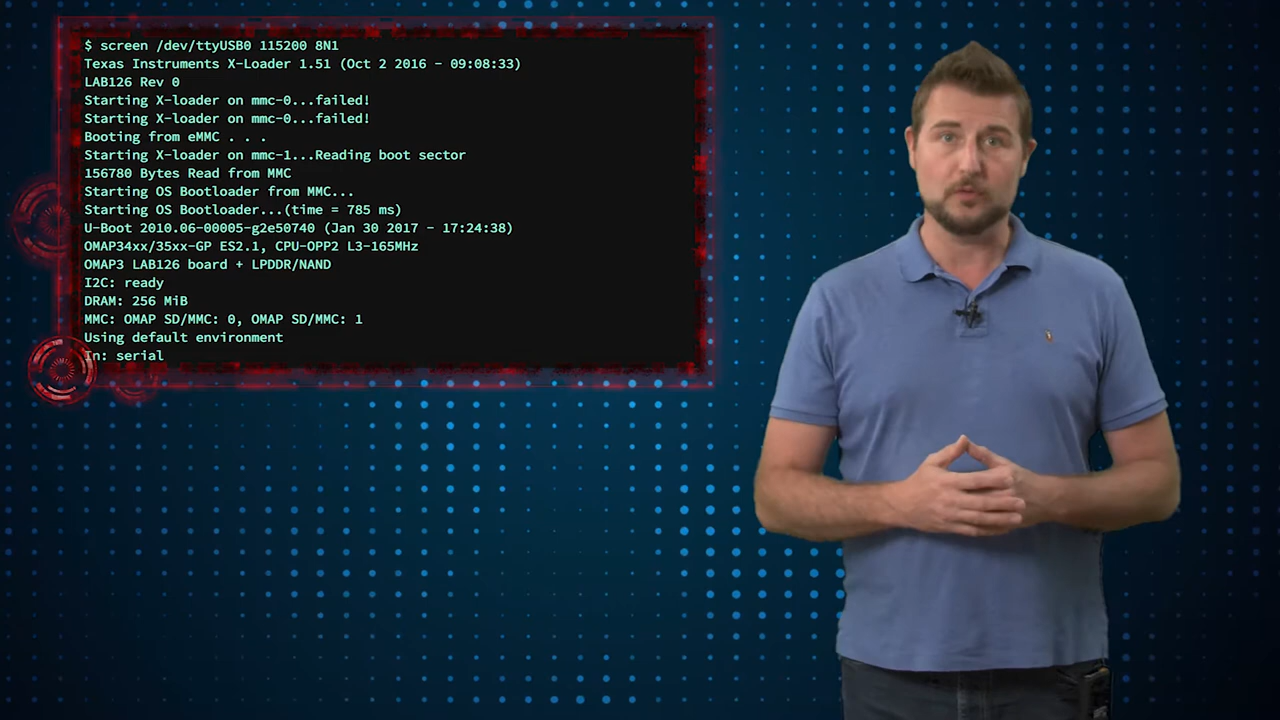 $ screen /dev/ttyUSB0 115200 8N1
Texas Instruments X-Loader 1.51 (Oct 2 2016 - 09:08:33)
LAB126 Rev 0
Starting X-loader on mmc-0...failed!
Starting X-loader on mmc-0...failed!
Booting from eMMC . . .
Starting X-loader on mmc-1...Reading boot sector
156780 Bytes Read from MMC
Starting OS Bootloader from MMC...
Starting OS Bootloader...(time = 785 ms)
U-Boot 2010.06-00005-g2e50740 (Jan 30 2017 - 17:24:38)
OMAP34xx/35xx-GP ES2.1, CPU-OPP2 L3-165MHz
OMAP3 LAB126 board + LPDDR/NAND
I2C: ready
DRAM: 256 MiB
MMC: OMAP SD/MMC: 0, OMAP SD/MMC: 1
Using default environment
In: serial